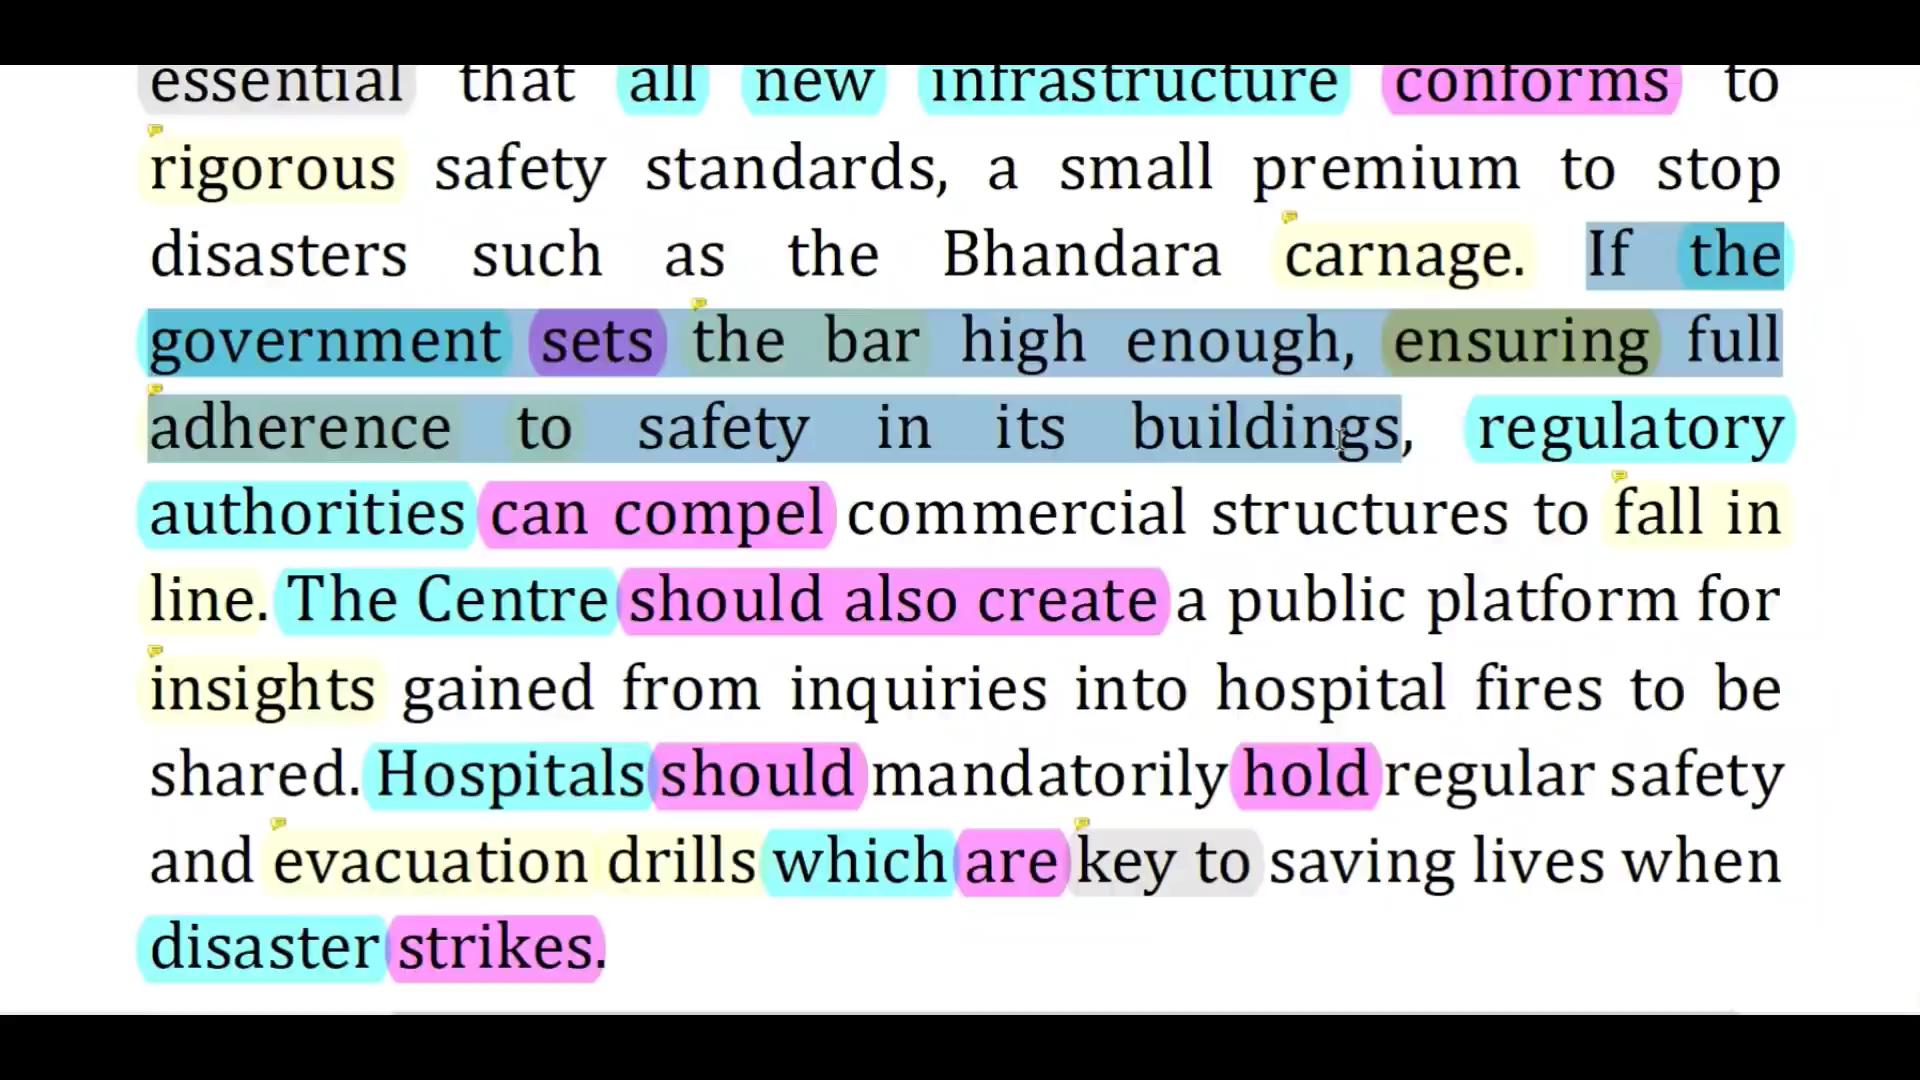 essential that all new infrastructure conforms to
rigorous safety standards, a small premium to stop
disasters such as the Bhandara carnage. If the
government sets the bar high enough, ensuring full
adherence to safety in its buildings, regulatory
authorities can compel commercial structures to fall in
line. The Centre should also create a public platform for
insights gained from inquiries into hospital fires to be
shared. Hospitals should mandatorily hold regular safety
and evacuation drills which are key to saving lives when
disaster strikes.